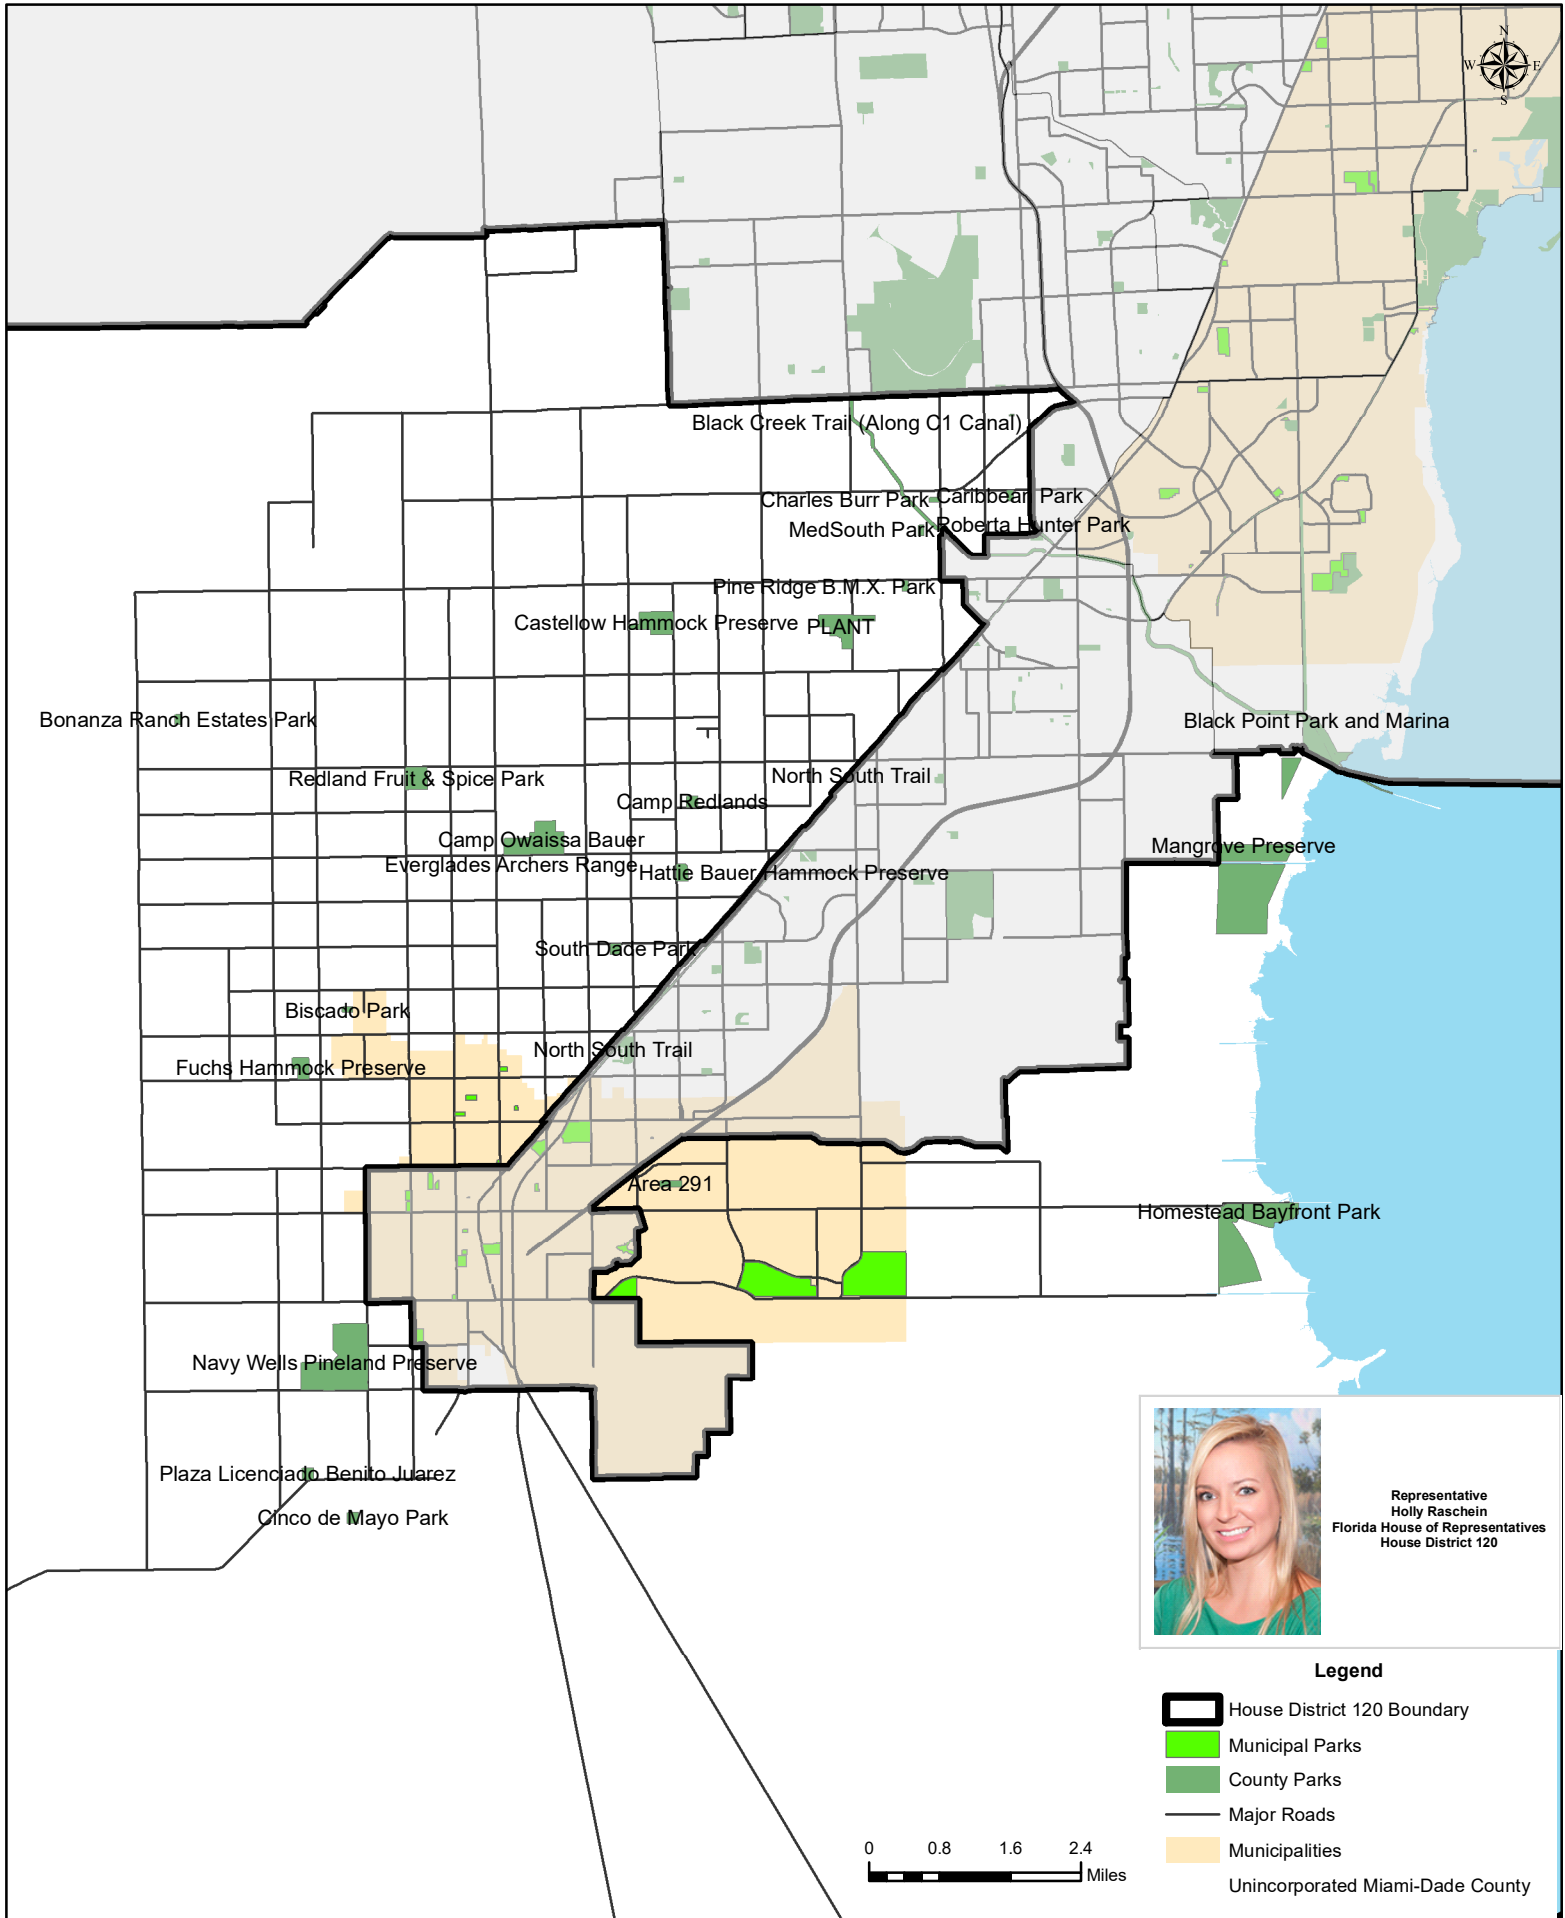 N
W E
S
Black Creek Trail (Along C1 Canal)
Charles Burr Park
Caribbean Park
MedSouth Park
Roberta Hunter Park
Pine Ridge B.M.X. Park
Castellow Hammock Preserve
PLANT
Bonanza Ranch Estates Park
Black Point Park and Marina
Redland Fruit & Spice Park
North South Trail
Camp Redlands
Camp Owaissa Bauer
Mangrove Preserve
Everglades Archers Range
Hattie Bauer Hammock Preserve
South Dade Park
Biscado Park
North South Trail
Fuchs Hammock Preserve
Area 291
Homestead Bayfront Park
Navy Wells Pineland Preserve
Plaza Licenciado Benito Juarez
Cinco de Mayo Park
Representative
Holly Raschein
Florida House of Representatives
House District 120
Legend
House District 120 Boundary
Municipal Parks
County Parks
Major Roads
Municipalities
Unincorporated Miami-Dade County
0 0.8 1.6 2.4
Miles